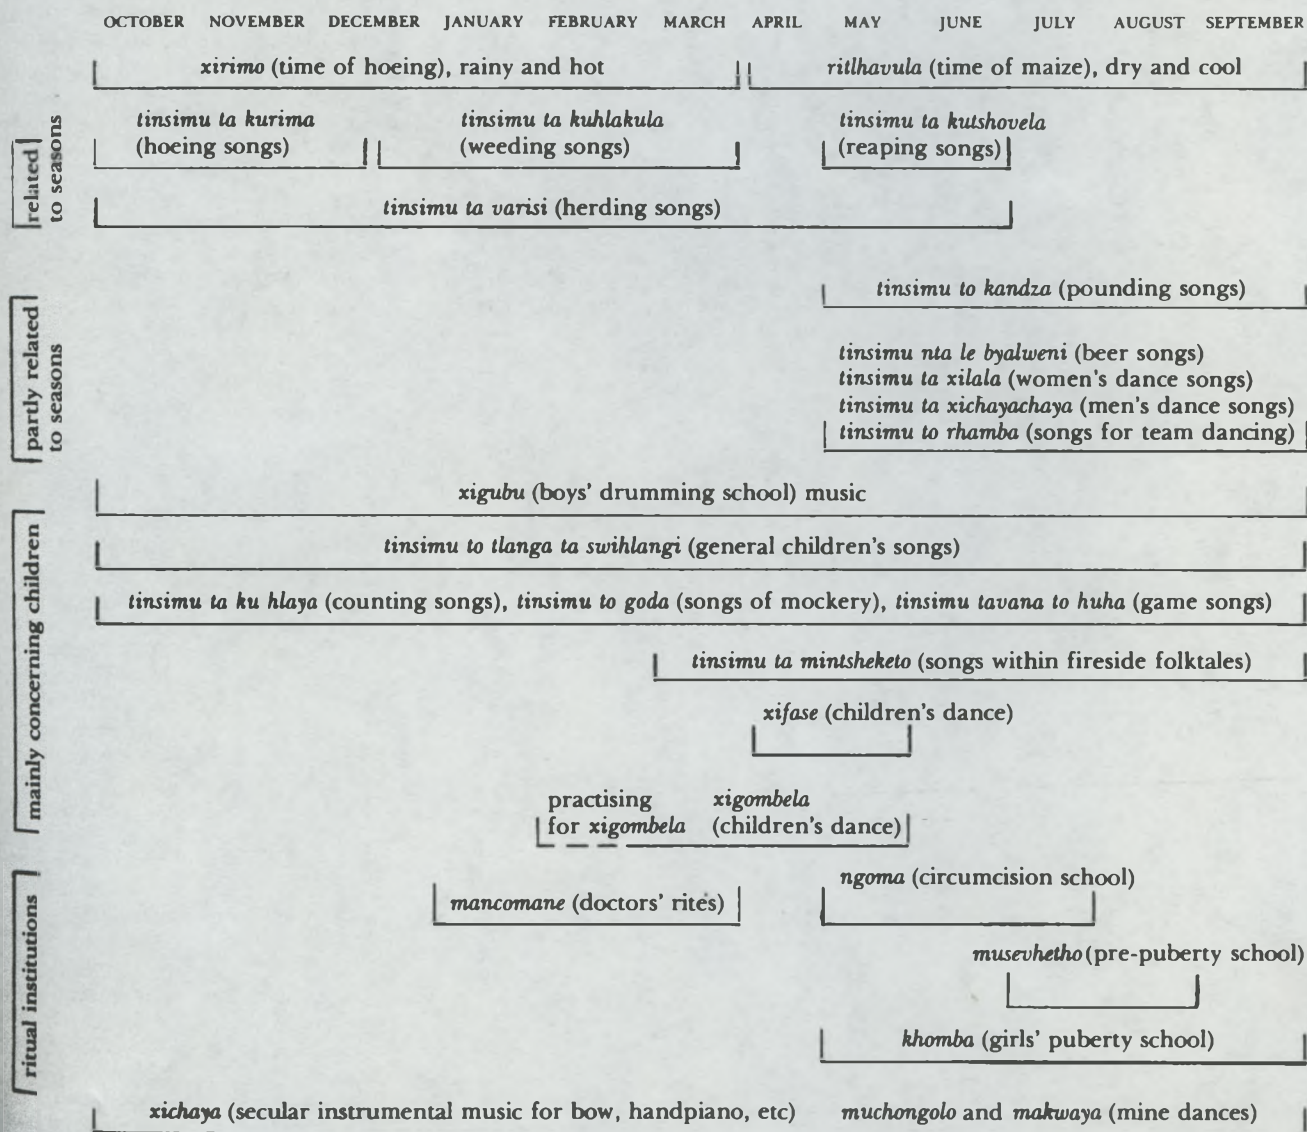 OCTOBER NOVEMBER DECEMBER JANUARY FEBRUARY MARCH APRIL MAY JUNE JULY AUGUST SEPTEMBER
xirimo (time of hoeing), rainy and hot ritlhavula (time of maize), dry and cool
related
to seasons
tinsimu ta kurima tinsimu ta kuhlakula tinsimu ta kutshovela
(hoeing songs) (weeding songs) (reaping songs)
tinsimu ta varisi (herding songs)
partly related
to seasons
tinsimu to kandza (pounding songs)
tinsimu nta le byalweni (beer songs)
tinsimu ta xilala (women's dance songs)
tinsimu ta xichayachaya (men's dance songs)
tinsimu to rhamba (songs for team dancing)
mainly concerning children
xigubu (boys' drumming school) music
tinsimu to tlanga ta swihlangi (general children's songs)
tinsimu ta ku hlaya (counting songs), tinsimu to goda (songs of mockery), tinsimu tavana to huha (game songs)
tinsimu ta mintsheketo (songs within fireside folktales)
xifase (children's dance)
practising xigombela
for xigombela (children's dance)
ritual institutions
ngoma (circumcision school)
mancomane (doctors' rites)
musevhetho (pre-puberty school)
khomba (girls' puberty school)
xichaya (secular instrumental music for bow, handpiano, etc) muchongolo and makwaya (mine dances)